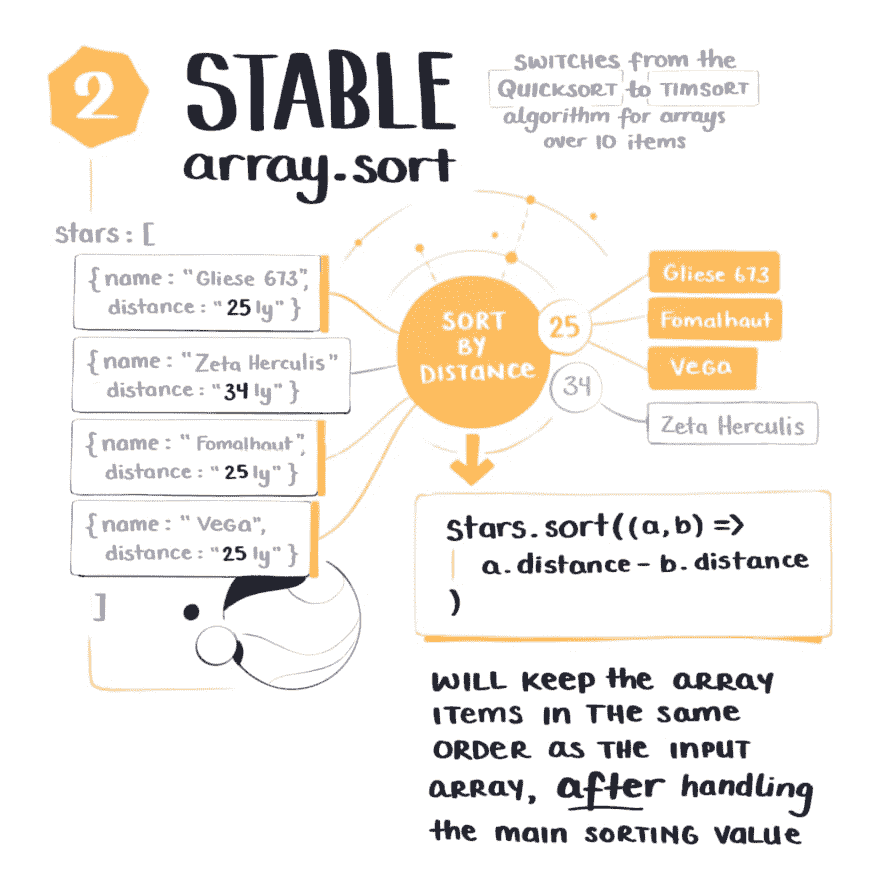 2
STABLE
array.sort
SWITCHES from the
QUICKSORT to TIMSORT
algorithm for arrays
over 10 items
stars: [
{name: "Gliese 673",
distance: "25 ly"}
{name: "Zeta Herculis"
distance: "34 ly"}
{name: "Fomalhaut",
distance: "25 ly"}
{name: "Vega",
distance: "25 ly"}
]
SORT
BY
DISTANCE
25
34
Gliese 673
Fomalhaut
Vega
Zeta Herculis
stars.sort((a,b) =>
a.distance - b.distance
)
WILL KEEP the ARRAY
ITEMS IN THE same
ORDER as THE INPUT
ARRAY, after handling
the main SORTING VALUE